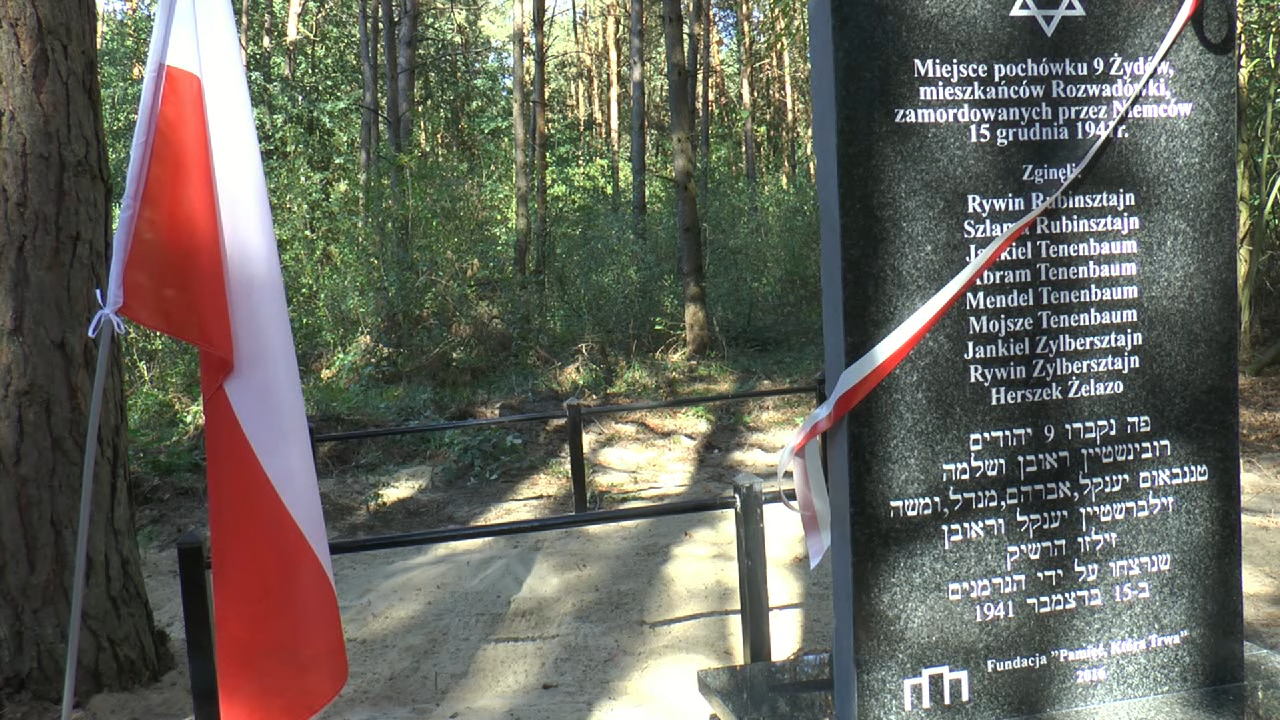 Miejsce pochówku 9 Żydów,
mieszkańców Rozwadówki,
zamordowanych przez Niemców
15 grudnia 1941 r.
Zginęli:
Rywin Rubinsztajn
Szlama Rubinsztajn
Jankiel Tenenbaum
Abram Tenenbaum
Mendel Tenenbaum
Mojsze Tenenbaum
Jankiel Zylbersztajn
Rywin Zylbersztajn
Herszek Żelazo
פה נקברו 9 יהודים
רובינשטיין ראובן ושלמה
טננבאום יענקל,אברהם,מנדל,ומשה
זילברשטיין יענקל וראובן
זילזו הרשיק
שנרצחו על ידי הגרמנים
ב-15 בדצמבר 1941
Fundacja "Pamięć, Która Trwa"
2016